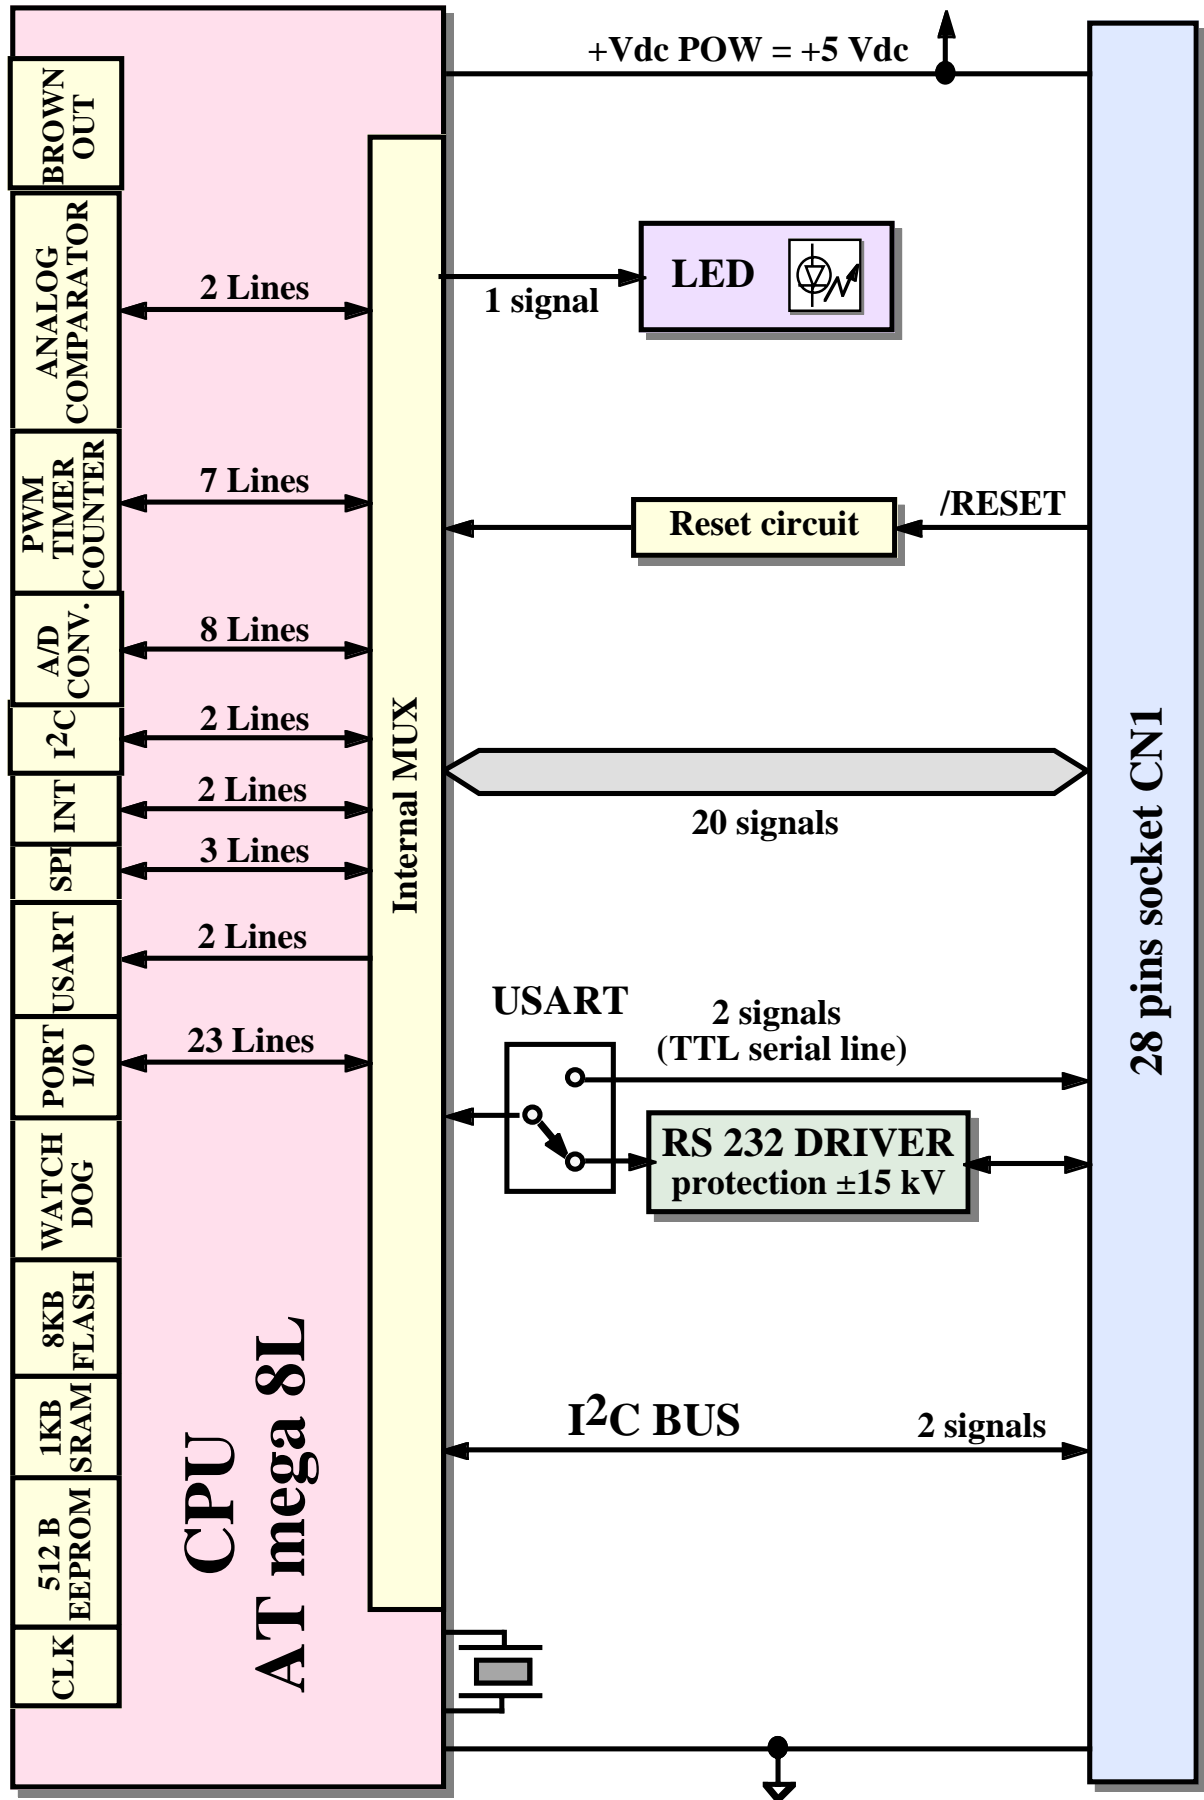 +Vdc POW = +5 Vdc
BROWN
OUT
ANALOG
COMPARATOR
2 Lines
LED
1 signal
PWM
TIMER
COUNTER
7 Lines
Reset circuit
/RESET
A/D
CONV.
8 Lines
I²C
2 Lines
INT
2 Lines
SPI
3 Lines
USART
2 Lines
PORT
I/O
23 Lines
WATCH
DOG
8KB
FLASH
1KB
SRAM
512 B
EEPROM
CLK
CPU
AT mega 8L
Internal MUX
20 signals
USART
2 signals
(TTL serial line)
RS 232 DRIVER
protection ±15 kV
I²C BUS
2 signals
28 pins socket CN1